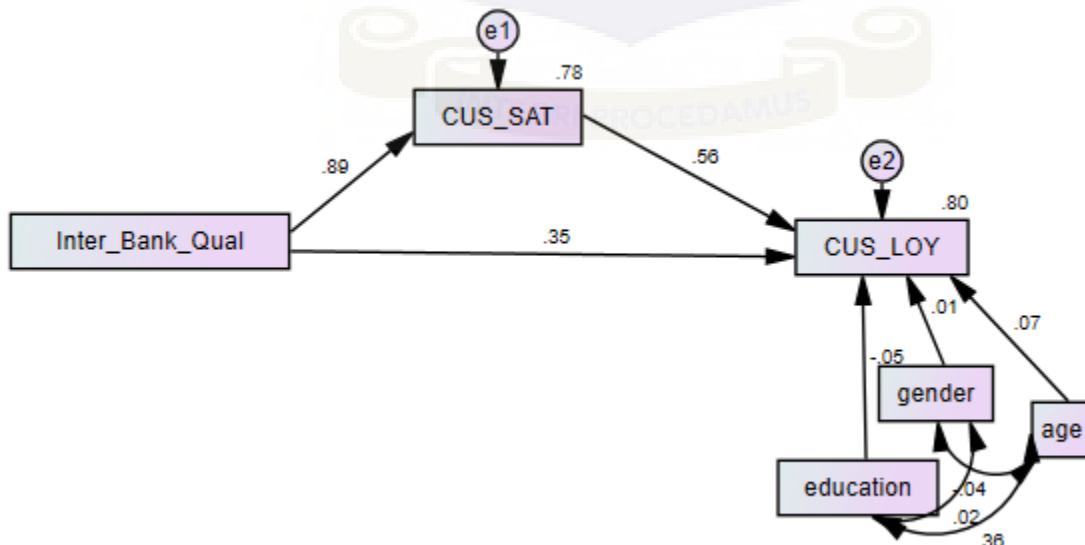 e1
.78
CUS_SAT
PROCEDAMUS
.89
.56
e2
.80
Inter_Bank_Qual
.35
CUS_LOY
.01
.07
-.05
gender
age
education
-.04
.02
.36